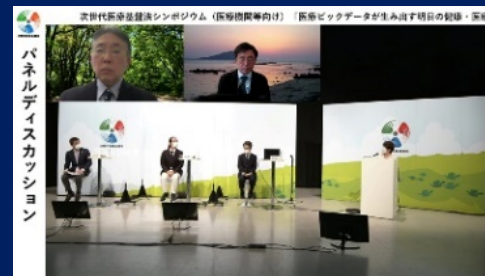 次世代医療基盤法シンポジウム（医療機関等向け）『医療ビックデータが生み出す明日の健康・医療
パネルディスカッション